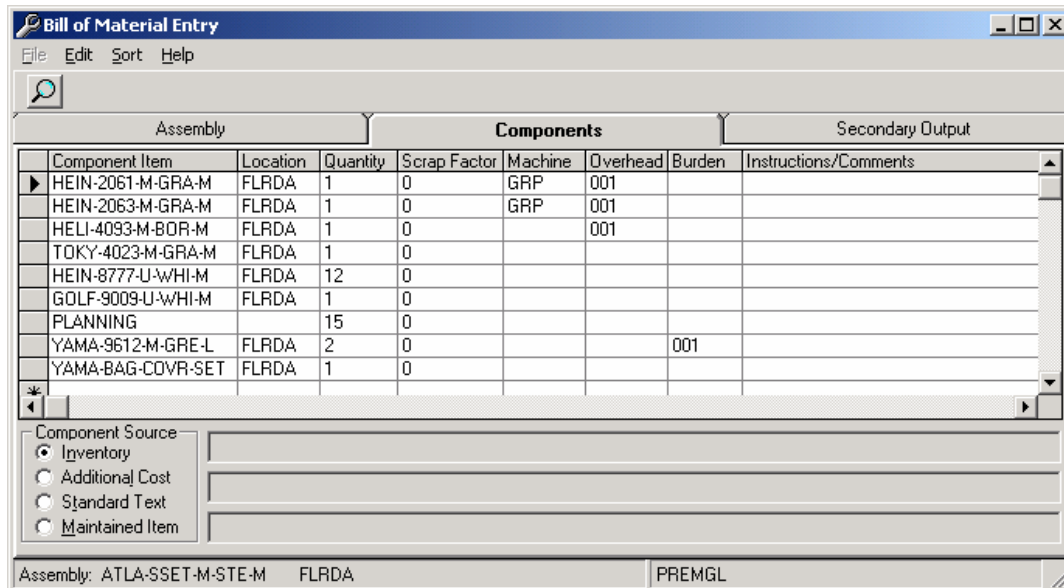 Bill of Material Entry
File Edit Sort Help
Assembly Components Secondary Output
Component Item Location Quantity Scrap Factor Machine Overhead Burden Instructions/Comments
HEIN-2061-M-GRA-M FLRDA 1 0 GRP 001
HEIN-2063-M-GRA-M FLRDA 1 0 GRP 001
HELI-4093-M-BOR-M FLRDA 1 0 001
TOKY-4023-M-GRA-M FLRDA 1 0
HEIN-8777-U-WHI-M FLRDA 12 0
GOLF-9009-U-WHI-M FLRDA 1 0
PLANNING 15 0
YAMA-9612-M-GRE-L FLRDA 2 0 001
YAMA-BAG-COVR-SET FLRDA 1 0
Component Source
Inventory
Additional Cost
Standard Text
Maintained Item
Assembly: ATLA-SSET-M-STE-M FLRDA PREMGL